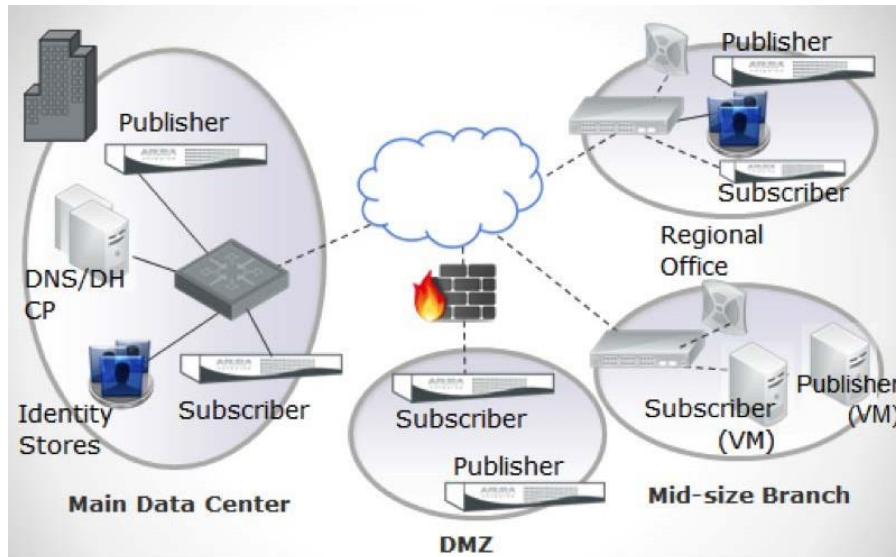 Publisher
DNS/DH
CP
Identity
Stores
Subscriber
Main Data Center
Subscriber
Publisher
DMZ
Publisher
Subscriber
Regional
Office
Subscriber
(VM)
Publisher
(VM)
Mid-size Branch